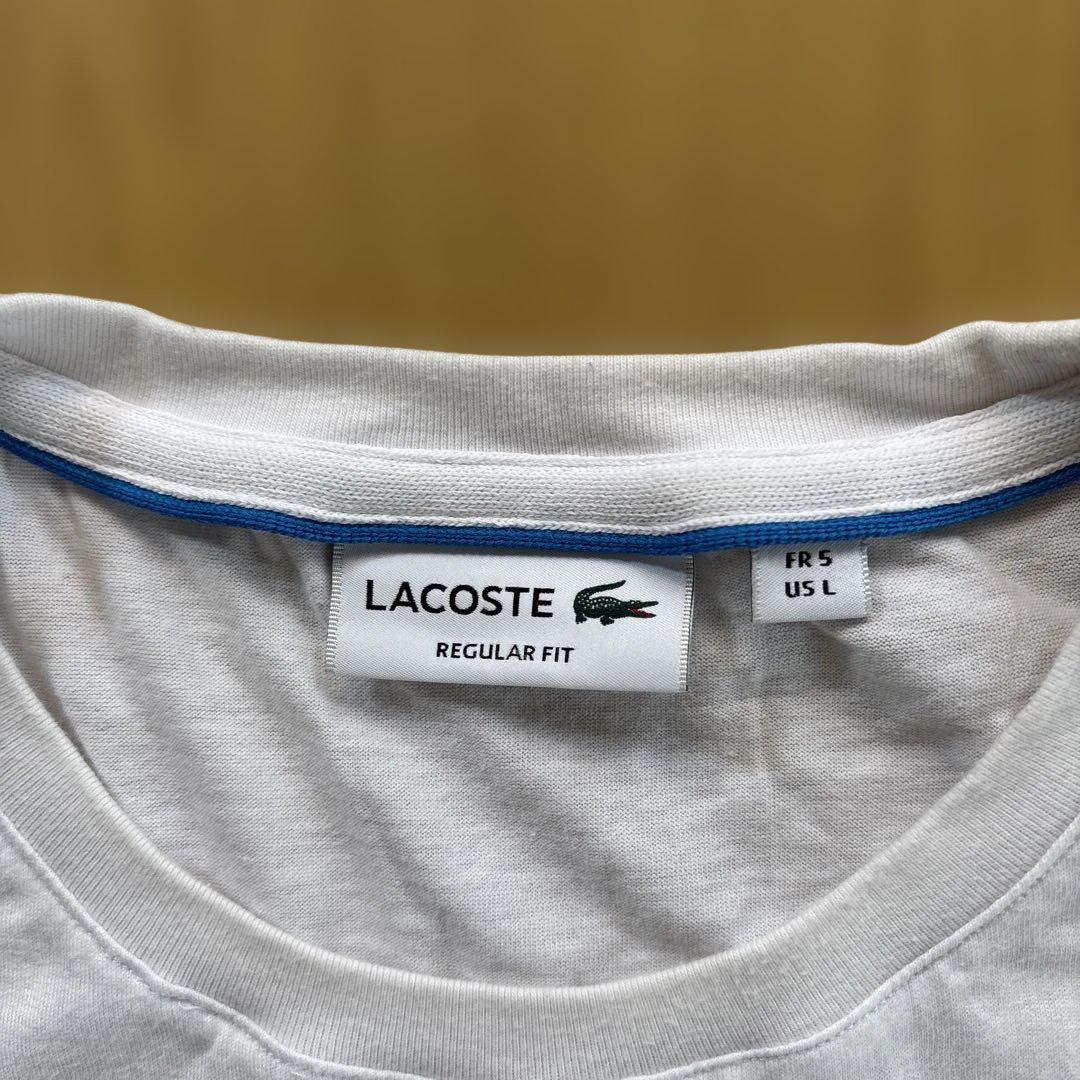 LACOSTE
REGULAR FIT
FR 5
US L